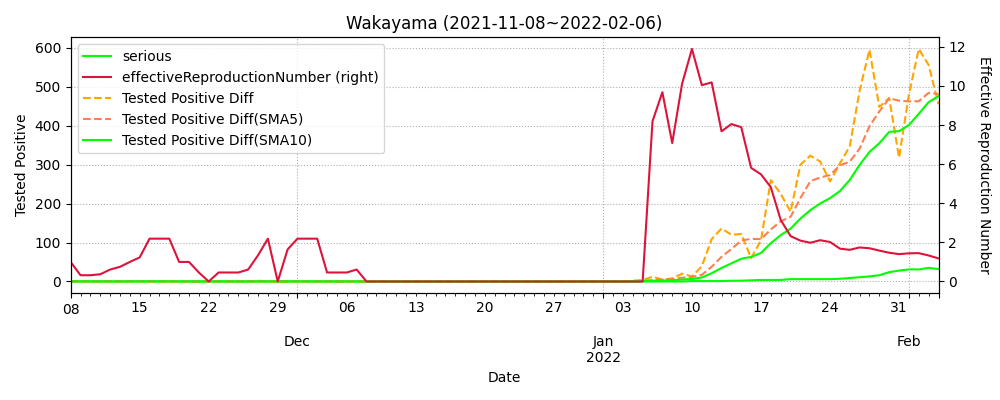 Wakayama (2021-11-08~2022-02-06)
serious
effectiveReproductionNumber (right)
Tested Positive Diff
Tested Positive Diff(SMA5)
Tested Positive Diff(SMA10)
Tested Positive
600
500
400
300
200
100
0
12
10
8
6
4
2
0
Effective Reproduction Number
08 15 22 29 06 13 20 27 03 10 17 24 31
Dec Jan Feb
2022
Date